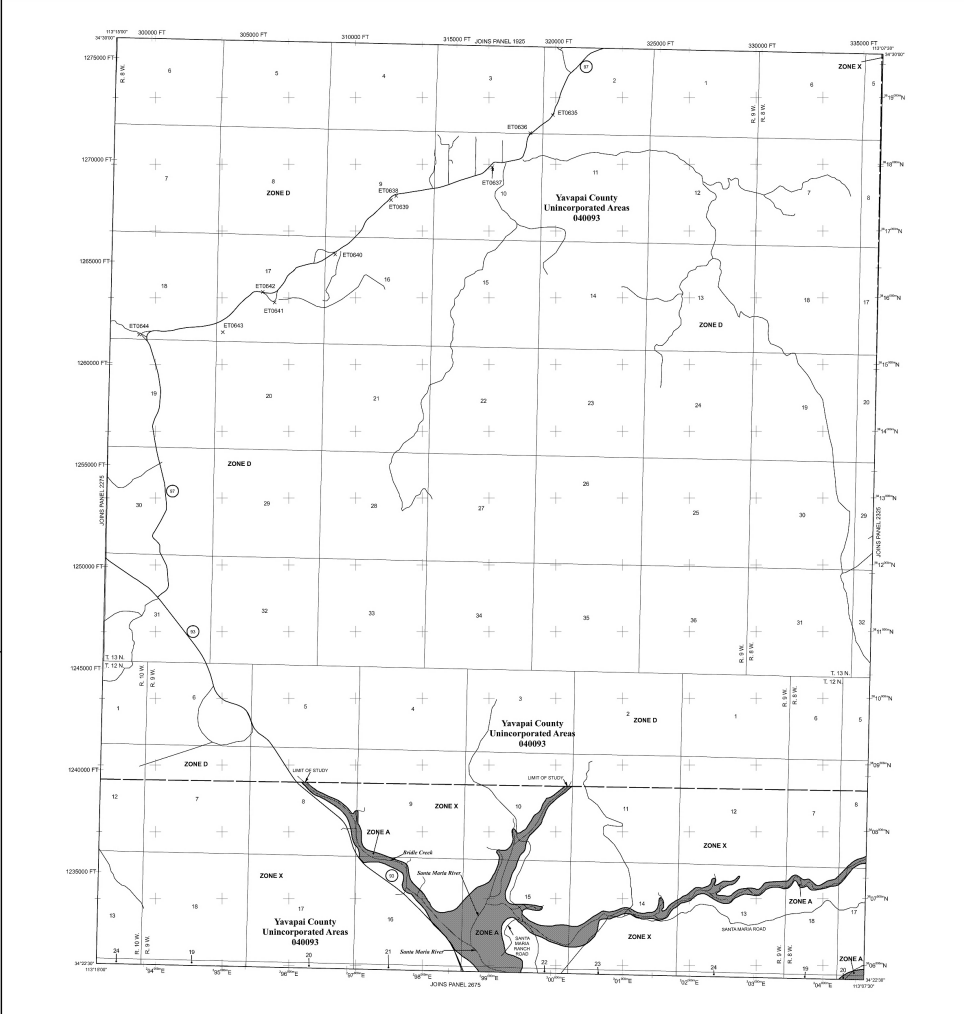 113°15'00" 300000 FT 305000 FT 310000 FT 315000 FT JOINS PANEL 1925 320000 FT 325000 FT 330000 FT 335000 FT 113°07'30"
34°30'00" 34°30'00"
1275000 FT
R. 8 W.
6 5 4 3 97 2 1 6 5
ZONE X
ET0635
ET0636
R. 9 W.
R. 8 W.
1270000 FT
7 8 9 10 11 12 7 8
ZONE D
ET0637
ET0638
ET0639
Yavapai County
Unincorporated Areas
040093
1265000 FT
ET0640
18 17 16 15 14 13 18 17
ET0642
ET0641
ET0643
ET0644
ZONE D
1260000 FT
19 20 21 22 23 24 19 20
1255000 FT
ZONE D
JOINS PANEL 2275
97
30 29 28 27 26 25 30 29
JOINS PANEL 2325
1250000 FT
31 32 33 34 35 36 31 32
93
R. 9 W.
R. 8 W.
1245000 FT
T. 13 N.
T. 12 N.
T. 13 N.
T. 12 N.
R. 10 W.
R. 9 W.
R. 9 W.
R. 8 W.
1 6 5 4 3 2 1 6 5
ZONE D
Yavapai County
Unincorporated Areas
040093
ZONE D
1240000 FT
LIMIT OF STUDY
LIMIT OF STUDY
12 7 8 9 10 11 12 8
ZONE X
ZONE A
ZONE X
Bridle Creek
1235000 FT
ZONE X
93
Santa Maria River
13 18 17 16 15 14 13 18 17
ZONE A
Yavapai County
Unincorporated Areas
040093
ZONE A
SANTA
MARIA
RANCH
ROAD
ZONE X
SANTA MARIA ROAD
Santa Maria River
R. 10 W.
R. 9 W.
R. 9 W.
R. 8 W.
ZONE A
24 19 20 21 22 23 24 19 20
34°22'30" 34°22'30"
113°15'00" 113°07'30"
JOINS PANEL 2675